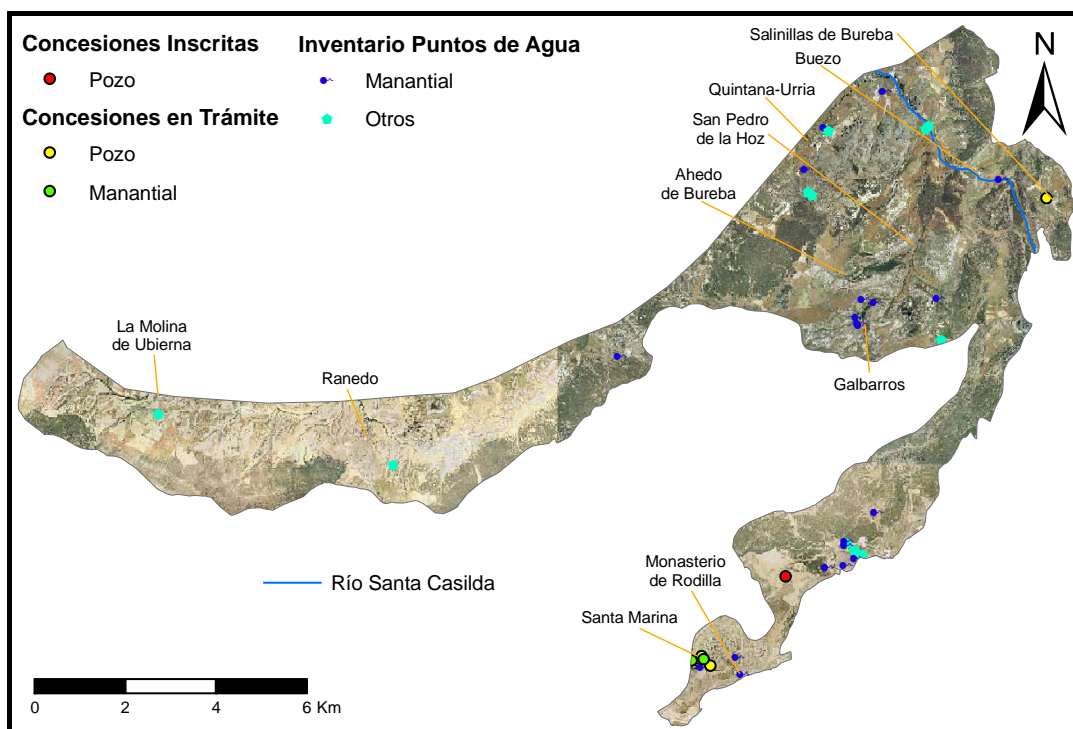 Concesiones Inscritas
Pozo
Concesiones en Trámite
Pozo
Manantial
Inventario Puntos de Agua
Manantial
Otros
Salinillas de Bureba
Buezo
Quintana-Urria
San Pedro
de la Hoz
Ahedo
de Bureba
N
La Molina
de Ubierna
Ranedo
Galbarros
Río Santa Casilda
Monasterio
de Rodilla
Santa Marina
0 2 4 6 Km